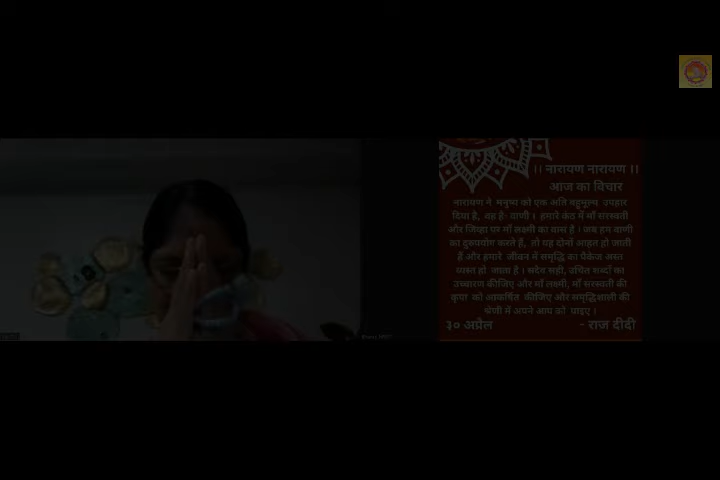 ।। नारायण नारायण ।।
आज का विचार
नारायण ने मनुष्य को एक अति बहुमूल्य उपहार
दिया है, वह है- वाणी । हमारे कंठ में माँ सरस्वती
और जिव्हा पर माँ लक्ष्मी का वास है । जब हम वाणी
का दुरुपयोग करते हैं, तो यह दोनों आहत हो जाती
हैं और हमारे जीवन में समृद्धि का पैकेज अस्त
व्यस्त हो जाता है । सदैव सही, उचित शब्दों का
उच्चारण कीजिए और माँ लक्ष्मी, माँ सरस्वती की
कृपा को आकर्षित कीजिए और समृद्धिशाली की
श्रेणी में अपने आप को पाइए ।
३० अप्रैल - राज दीदी